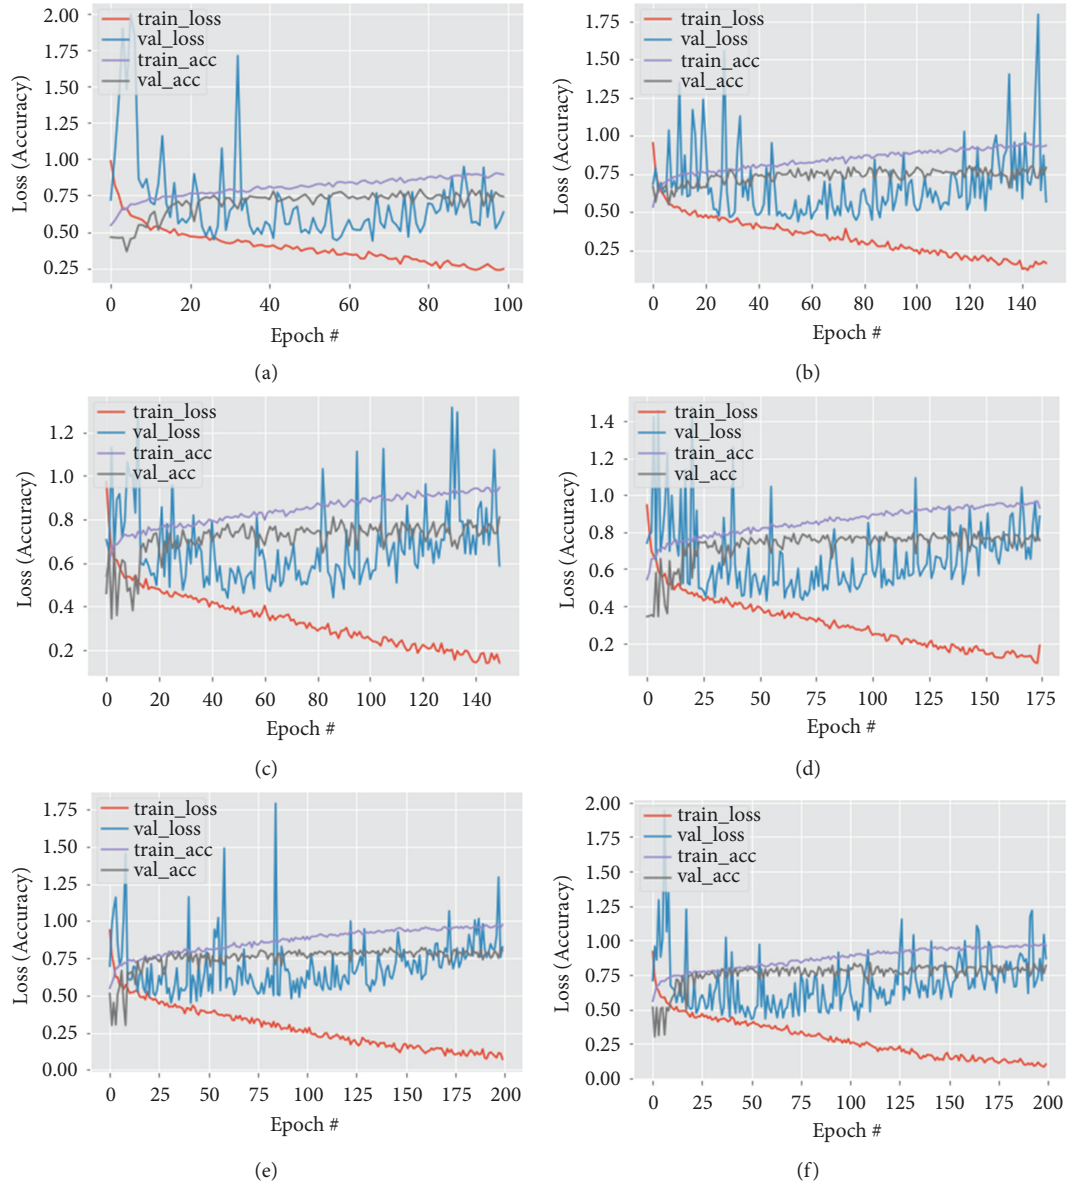 2.00
1.75
1.50
1.25
1.00
0.75
0.50
0.25
Loss (Accuracy)
train_loss
val_loss
train_acc
val_acc
0 20 40 60 80 100
Epoch #
(a)
1.75
1.50
1.25
1.00
0.75
0.50
0.25
Loss (Accuracy)
train_loss
val_loss
train_acc
val_acc
0 20 40 60 80 100 120 140
Epoch #
(b)
1.2
1.0
0.8
0.6
0.4
0.2
Loss (Accuracy)
train_loss
val_loss
train_acc
val_acc
0 20 40 60 80 100 120 140
Epoch #
(c)
1.4
1.2
1.0
0.8
0.6
0.4
0.2
Loss (Accuracy)
train_loss
val_loss
train_acc
val_acc
0 25 50 75 100 125 150 175
Epoch #
(d)
1.75
1.50
1.25
1.00
0.75
0.50
0.25
0.00
Loss (Accuracy)
train_loss
val_loss
train_acc
val_acc
0 25 50 75 100 125 150 175 200
Epoch #
(e)
2.00
1.75
1.50
1.25
1.00
0.75
0.50
0.25
0.00
Loss (Accuracy)
train_loss
val_loss
train_acc
val_acc
0 25 50 75 100 125 150 175 200
Epoch #
(f)